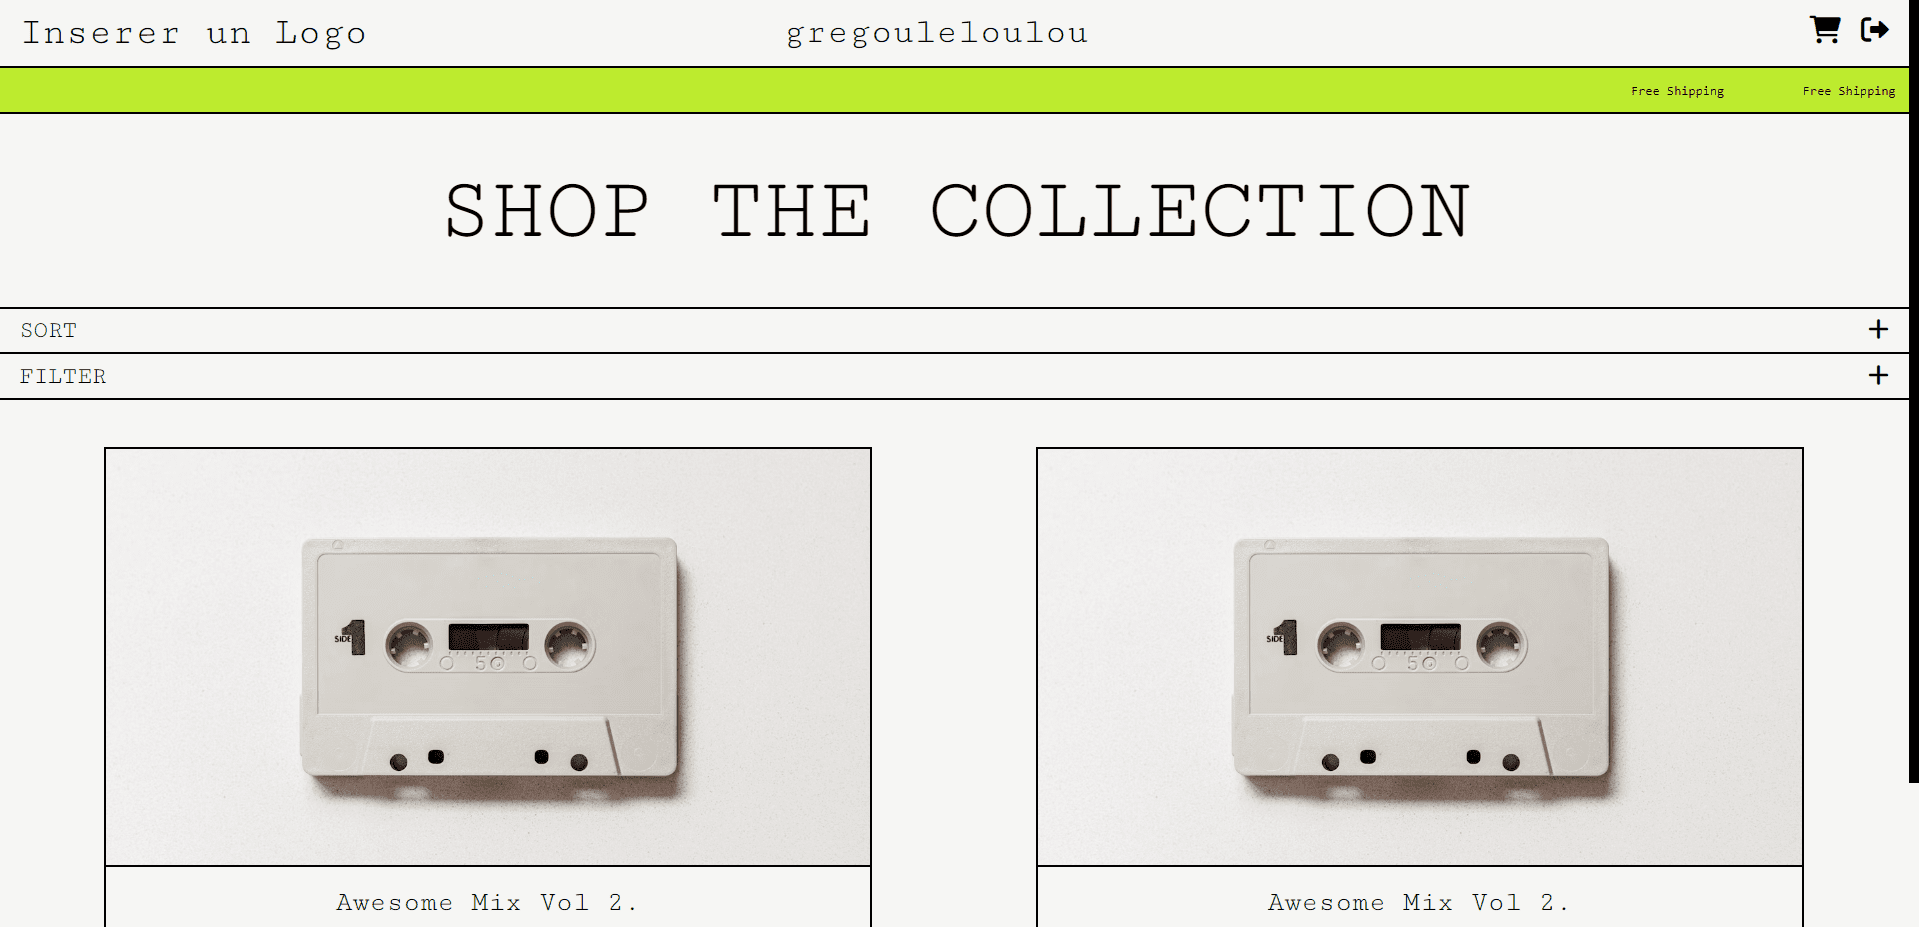 Inserer un Logo
gregouleloulou
Free Shipping Free Shipping
SHOP THE COLLECTION
SORT
FILTER
SIDE 1
50
SIDE 1
50
Awesome Mix Vol 2.
Awesome Mix Vol 2.